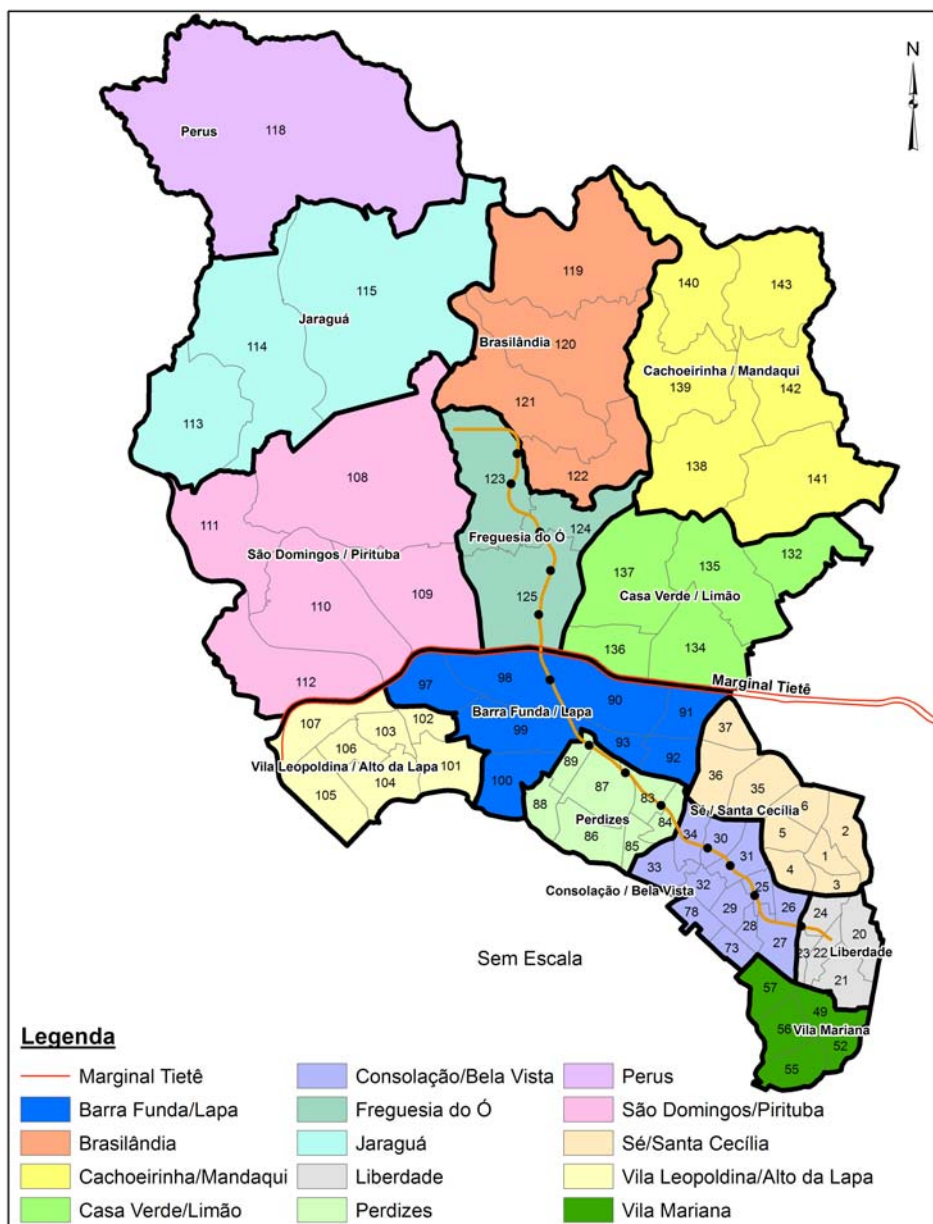 N
118
Perus
119
115
140
143
Jaraguá
114
Brasilândia
120
Cachoeirinha / Mandaqui
139
142
121
113
138
141
108
122
123
111
124
Freguesia do Ó
São Domingos / Pirituba
132
135
137
109
Casa Verde / Limão
110
125
136
134
112
Marginal Tietê
97
98
90
91
107
102
103
Barra Funda / Lapa
37
106
99
93
92
101
Vila Leopoldina / Alto da Lapa
89
36
104
100
87
35
105
83
6
88
Sé / Santa Cecília
84
Perdizes
5
2
86
34
30
85
31
1
33
4
Consolação / Bela Vista
32
25
3
29
26
24
78
28
20
73
27
23
22
Liberdade
Sem Escala
21
57
49
56
Vila Mariana
52
55
Legenda
Marginal Tietê
Consolação/Bela Vista
Perus
Barra Funda/Lapa
Freguesia do Ó
São Domingos/Pirituba
Brasilândia
Jaraguá
Sé/Santa Cecília
Cachoeirinha/Mandaqui
Liberdade
Vila Leopoldina/Alto da Lapa
Casa Verde/Limão
Perdizes
Vila Mariana